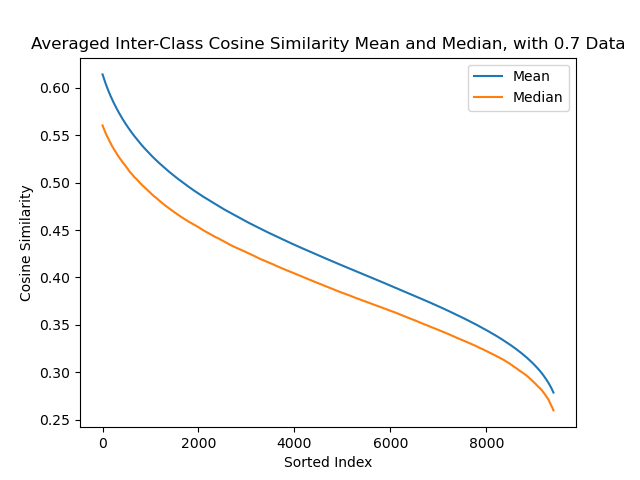 Averaged Inter-Class Cosine Similarity Mean and Median, with 0.7 Data
Mean
Median
0.60
0.55
0.50
0.45
0.40
0.35
0.30
0.25
Cosine Similarity
0
2000
4000
6000
8000
Sorted Index